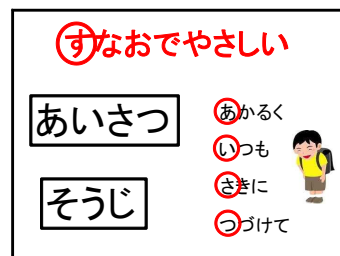 すなおでやさしい
あいさつ
あかるく
いつも
さきに
つづけて
そうじ